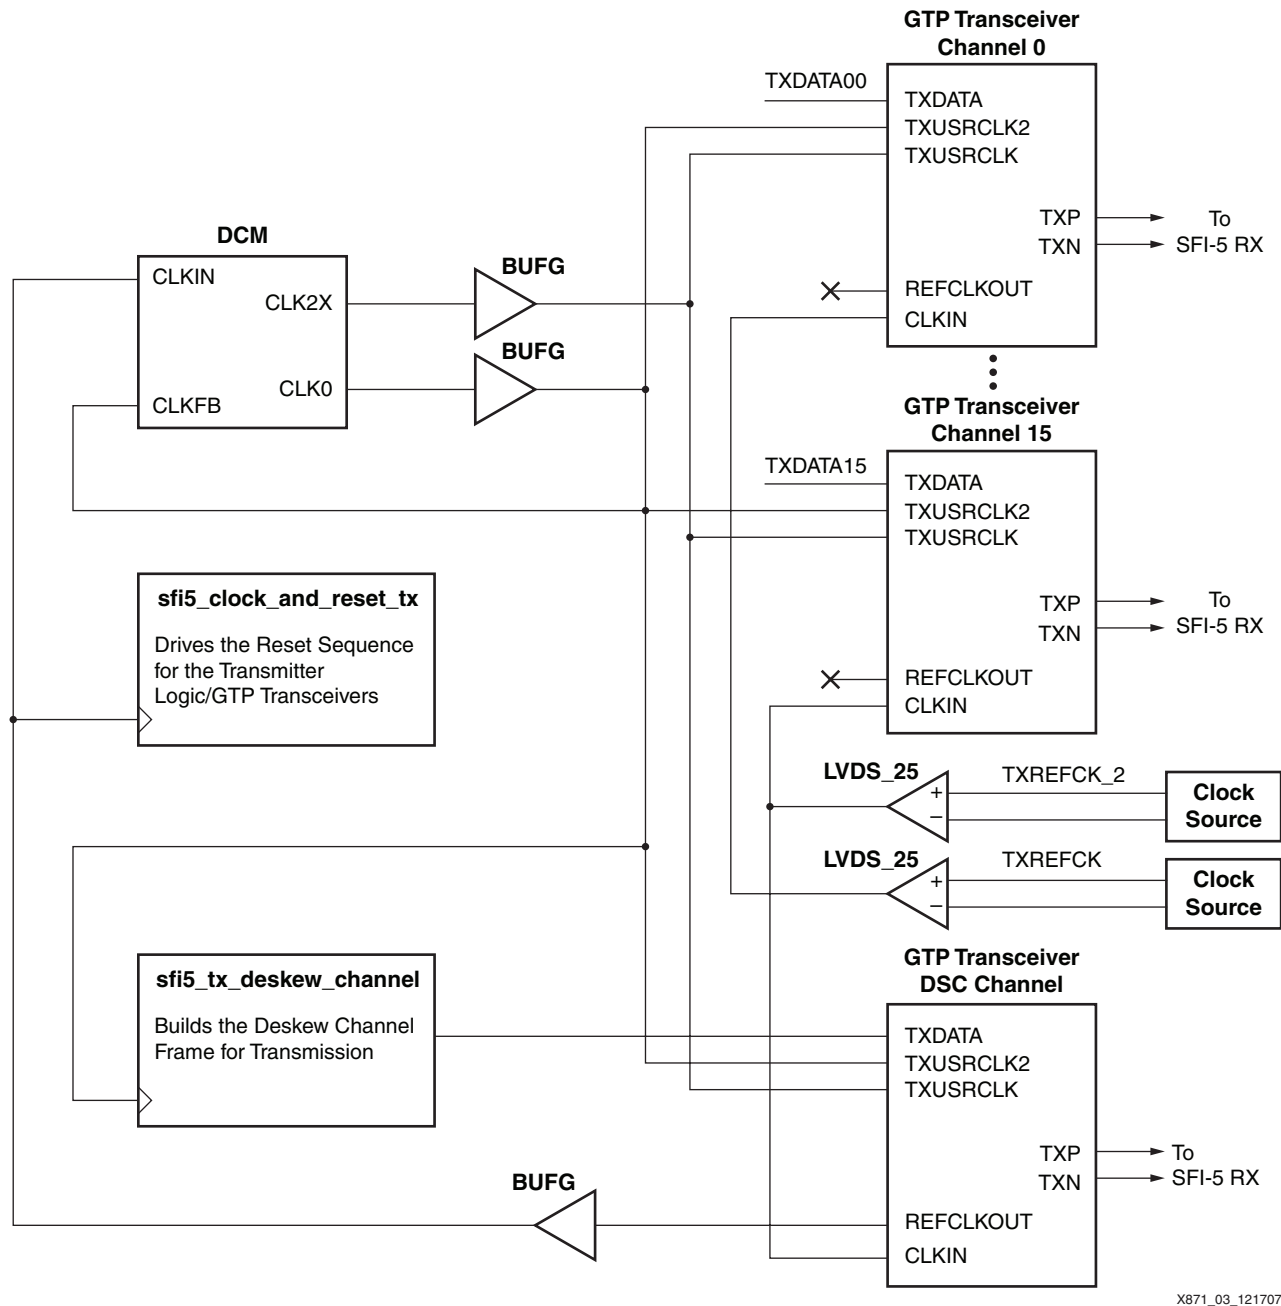 GTP Transceiver
Channel 0
TXDATA00
TXDATA
TXUSRCLK2
TXUSRCLK
TXP
TXN
To
SFI-5 RX
REFCLKOUT
CLKIN
DCM
CLKIN
CLK2X
CLK0
CLKFB
BUFG
BUFG
GTP Transceiver
Channel 15
TXDATA15
TXDATA
TXUSRCLK2
TXUSRCLK
TXP
TXN
To
SFI-5 RX
REFCLKOUT
CLKIN
sfi5_clock_and_reset_tx
Drives the Reset Sequence
for the Transmitter
Logic/GTP Transceivers
LVDS_25
+
–
TXREFCK_2
Clock
Source
LVDS_25
+
–
TXREFCK
Clock
Source
sfi5_tx_deskew_channel
Builds the Deskew Channel
Frame for Transmission
GTP Transceiver
DSC Channel
TXDATA
TXUSRCLK2
TXUSRCLK
TXP
TXN
To
SFI-5 RX
REFCLKOUT
CLKIN
BUFG
X871_03_121707